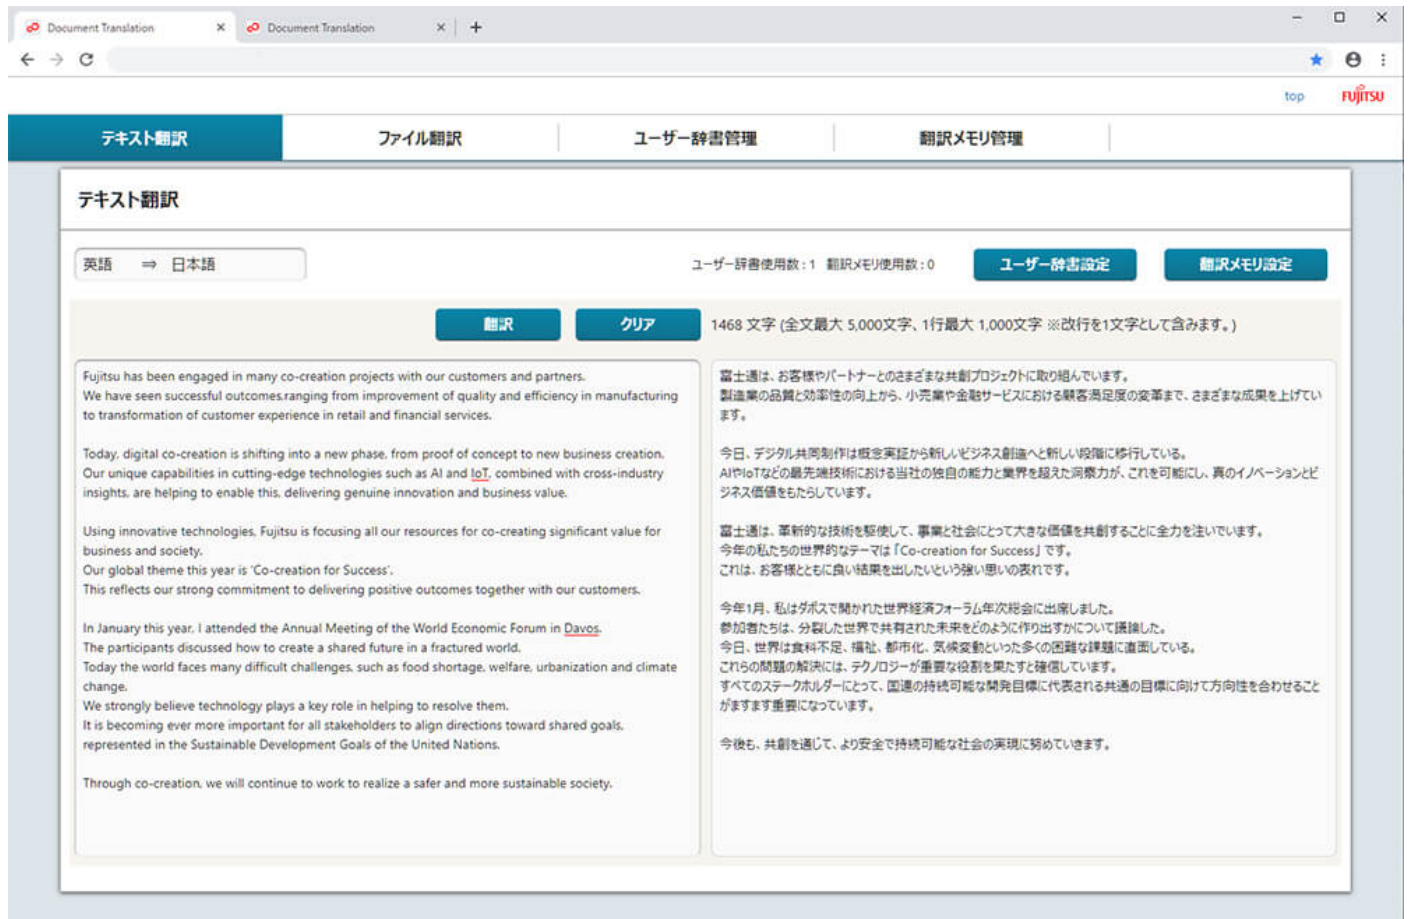 Document Translation
Document Translation
top
FUJITSU
テキスト翻訳
ファイル翻訳
ユーザー辞書管理
翻訳メモリ管理
テキスト翻訳
英語 ⇒ 日本語
ユーザー辞書使用数 : 1 翻訳メモリ使用数 : 0
ユーザー辞書設定
翻訳メモリ設定
翻訳
クリア
1468 文字 (全文最大 5,000文字、1行最大 1,000文字 ※改行を1文字として含みます。)
Fujitsu has been engaged in many co-creation projects with our customers and partners.
We have seen successful outcomes,ranging from improvement of quality and efficiency in manufacturing
to transformation of customer experience in retail and financial services.
Today, digital co-creation is shifting into a new phase, from proof of concept to new business creation.
Our unique capabilities in cutting-edge technologies such as AI and IoT, combined with cross-industry
insights, are helping to enable this, delivering genuine innovation and business value.
Using innovative technologies, Fujitsu is focusing all our resources for co-creating significant value for
business and society.
Our global theme this year is 'Co-creation for Success'.
This reflects our strong commitment to delivering positive outcomes together with our customers.
In January this year, I attended the Annual Meeting of the World Economic Forum in Davos.
The participants discussed how to create a shared future in a fractured world.
Today the world faces many difficult challenges, such as food shortage, welfare, urbanization and climate
change.
We strongly believe technology plays a key role in helping to resolve them.
It is becoming ever more important for all stakeholders to align directions toward shared goals,
represented in the Sustainable Development Goals of the United Nations.
Through co-creation, we will continue to work to realize a safer and more sustainable society.
富士通は、お客様やパートナーとのさまざまな共創プロジェクトに取り組んでいます。
製造業の品質と効率性の向上から、小売業や金融サービスにおける顧客満足度の変革まで、さまざまな成果を上げてい
ます。
今日、デジタル共同制作は概念実証から新しいビジネス創造へと新しい段階に移行している。
AIやIoTなどの最先端技術における当社の独自の能力と業界を超えた洞察力が、これを可能にし、真のイノベーションとビ
ジネス価値をもたらしています。
富士通は、革新的な技術を駆使して、事業と社会にとって大きな価値を共創することに全力を注いでいます。
今年の私たちの世界的なテーマは「Co-creation for Success」です。
これは、お客様とともに良い結果を出したいという強い思いの表れです。
今年1月、私はダボスで開かれた世界経済フォーラム年次総会に出席しました。
参加者たちは、分裂した世界で共有された未来をどのように作り出すかについて議論した。
今日、世界は食料不足、福祉、都市化、気候変動といった多くの困難な課題に直面している。
これらの問題の解決には、テクノロジーが重要な役割を果たすと確信しています。
すべてのステークホルダーにとって、国連の持続可能な開発目標に代表される共通の目標に向けて方向性を合わせること
がますます重要になっています。
今後も、共創を通じて、より安全で持続可能な社会の実現に努めていきます。